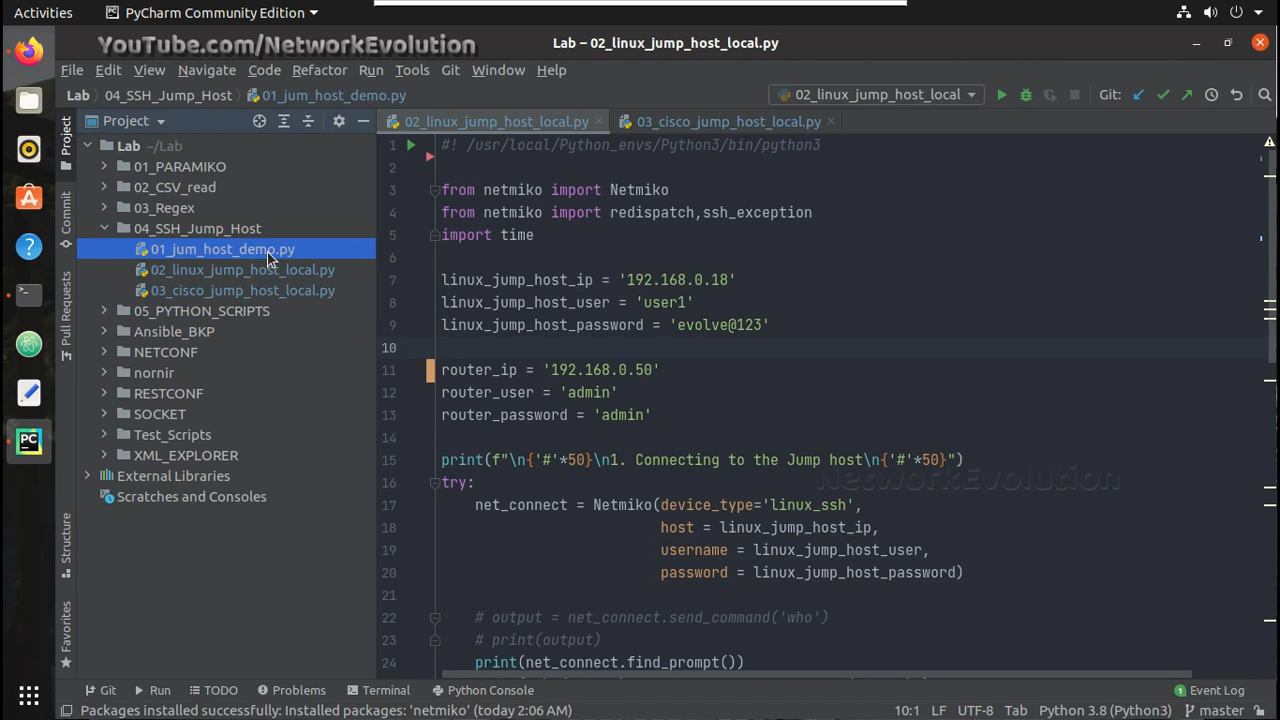 Activities
PyCharm Community Edition
YouTube.com/NetworkEvolution
Lab – 02_linux_jump_host_local.py
File Edit View Navigate Code Refactor Run Tools Git Window Help
Lab 04_SSH_Jump_Host 01_jum_host_demo.py
02_linux_jump_host_local
Git:
Project
Commit
Pull Requests
Structure
Favorites
Project
Lab ~/Lab
01_PARAMIKO
02_CSV_read
03_Regex
04_SSH_Jump_Host
01_jum_host_demo.py
02_linux_jump_host_local.py
03_cisco_jump_host_local.py
05_PYTHON_SCRIPTS
Ansible_BKP
NETCONF
nornir
RESTCONF
SOCKET
Test_Scripts
XML_EXPLORER
External Libraries
Scratches and Consoles
02_linux_jump_host_local.py
03_cisco_jump_host_local.py
1 #! /usr/local/Python_envs/Python3/bin/python3
2
3 from netmiko import Netmiko
4 from netmiko import redispatch,ssh_exception
5 import time
6
7 linux_jump_host_ip = '192.168.0.18'
8 linux_jump_host_user = 'user1'
9 linux_jump_host_password = 'evolve@123'
10
11 router_ip = '192.168.0.50'
12 router_user = 'admin'
13 router_password = 'admin'
14
15 print(f"\n{'#'*50}\n1. Connecting to the Jump host\n{'#'*50}")
16 try:
17 net_connect = Netmiko(device_type='linux_ssh',
18 host = linux_jump_host_ip,
19 username = linux_jump_host_user,
20 password = linux_jump_host_password)
21
22 # output = net_connect.send_command('who')
23 # print(output)
24 print(net_connect.find_prompt())
NetworkEvolution
Git Run TODO Problems Terminal Python Console
1 Event Log
Packages installed successfully: Installed packages: 'netmiko' (today 2:06 AM)
10:1 LF UTF-8 Tab Python 3.8 (Python3) master